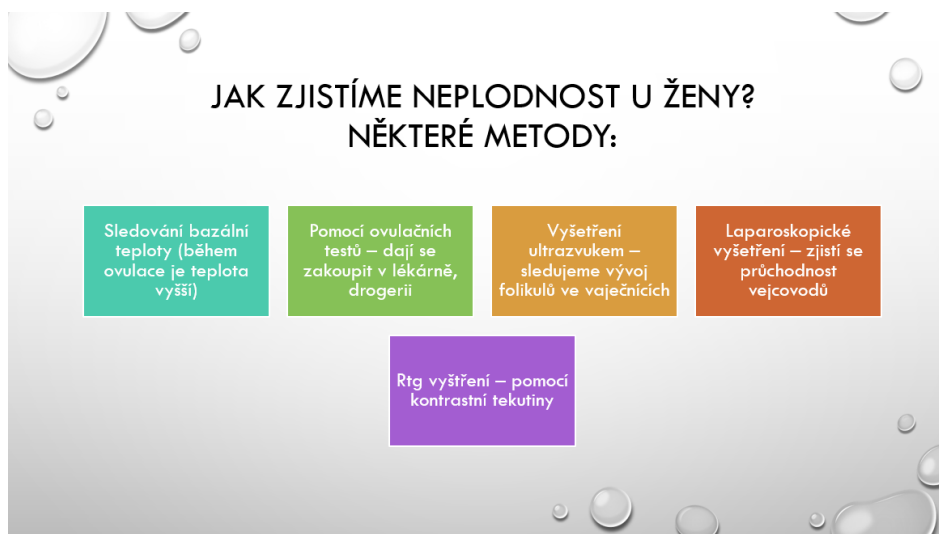 JAK ZJISTÍME NEPLODNOST U ŽENY?
NĚKTERÉ METODY:
Sledování bazální
teploty (během
ovulace je teplota
vyšší)
Pomocí ovulačních
testů – dají se
zakoupit v lékárně,
drogerii
Vyšetření
ultrazvukem –
sledujeme vývoj
folikulů ve vaječnících
Laparoskopické
vyšetření – zjistí se
průchodnost
vejcovodů
Rtg vyštření – pomocí
kontrastní tekutiny